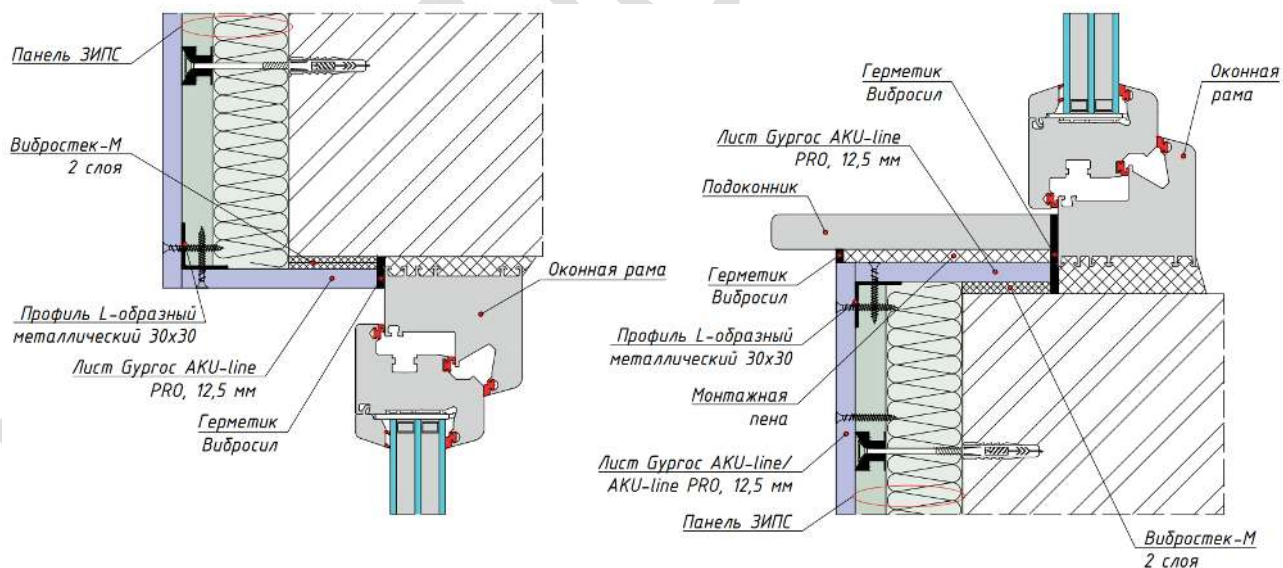 Панель ЗИПС
Вибростек-М
2 слоя
Профиль L-образный
металлический 30х30
Лист Gyproc AKU-line
PRO, 12,5 мм
Герметик
Вибросил
Оконная рама
Герметик
Вибросил
Оконная
рама
Лист Gyproc AKU-line
PRO, 12,5 мм
Подоконник
Герметик
Вибросил
Профиль L-образный
металлический 30х30
Монтажная
пена
Лист Gyproc AKU-line/
AKU-line PRO, 12,5 мм
Панель ЗИПС
Вибростек-М
2 слоя